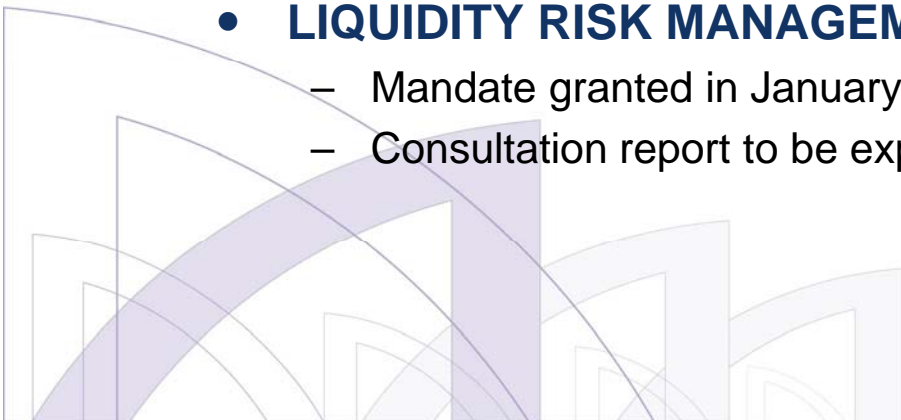 • LIQUIDITY RISK MANAGEM
– Mandate granted in January
– Consultation report to be exp